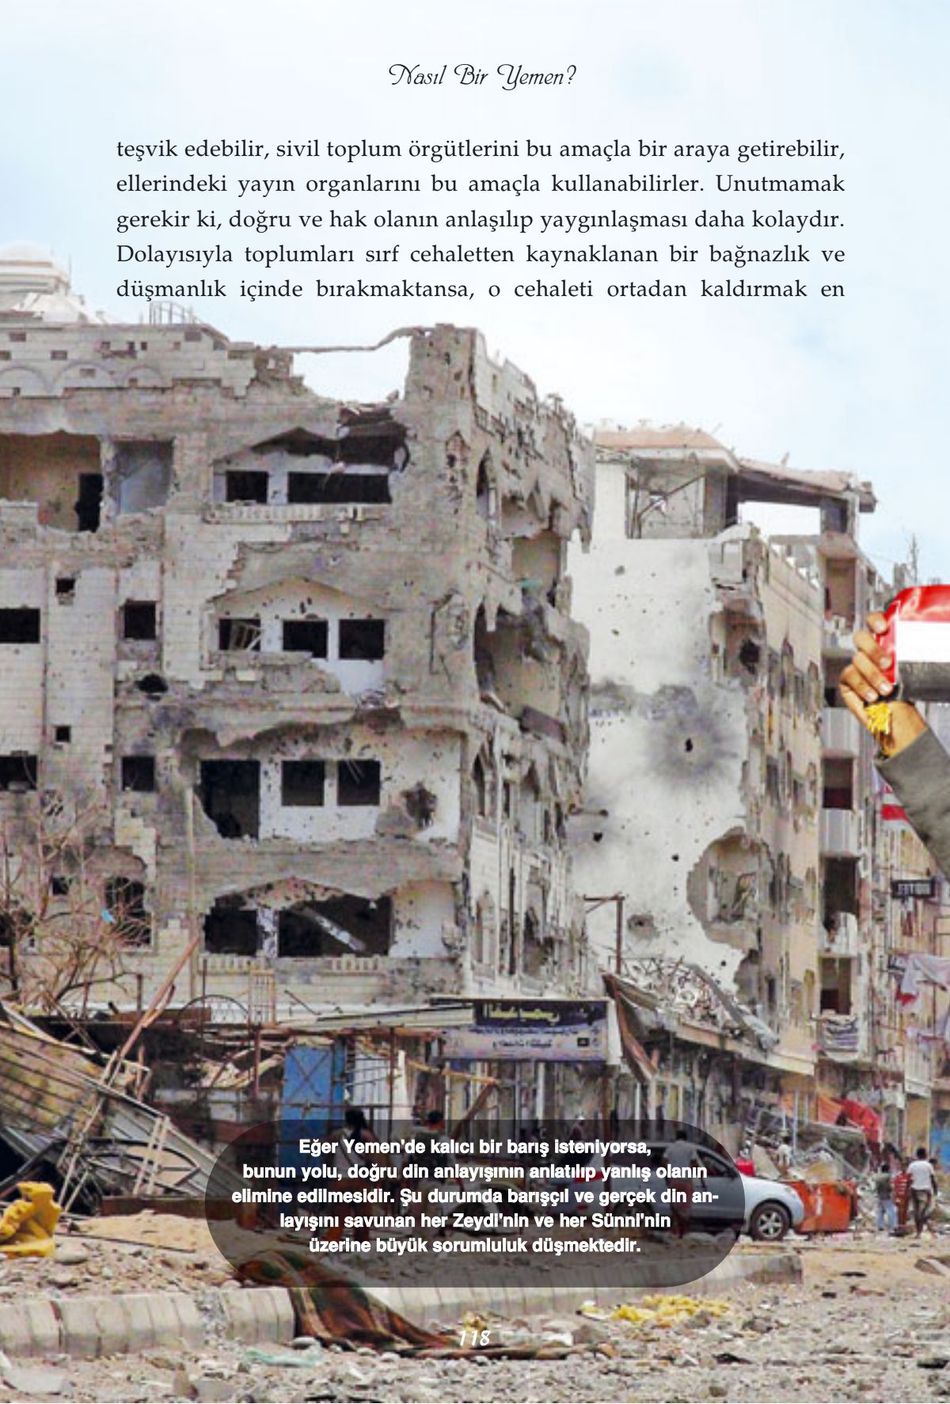 Nasıl Bir Yemen?
teşvik edebilir, sivil toplum örgütlerini bu amaçla bir araya getirebilir,
ellerindeki yayın organlarını bu amaçla kullanabilirler. Unutmamak
gerekir ki, doğru ve hak olanın anlaşılıp yaygınlaşması daha kolaydır.
Dolayısıyla toplumları sırf cehaletten kaynaklanan bir bağnazlık ve
düşmanlık içinde bırakmaktansa, o cehaleti ortadan kaldırmak en
Eğer Yemen'de kalıcı bir barış isteniyorsa,
bunun yolu, doğru din anlayışının anlatılıp yanlış olanın
elimine edilmesidir. Şu durumda barışçıl ve gerçek din an-
layışını savunan her Zeydi'nin ve her Sünni'nin
üzerine büyük sorumluluk düşmektedir.
118